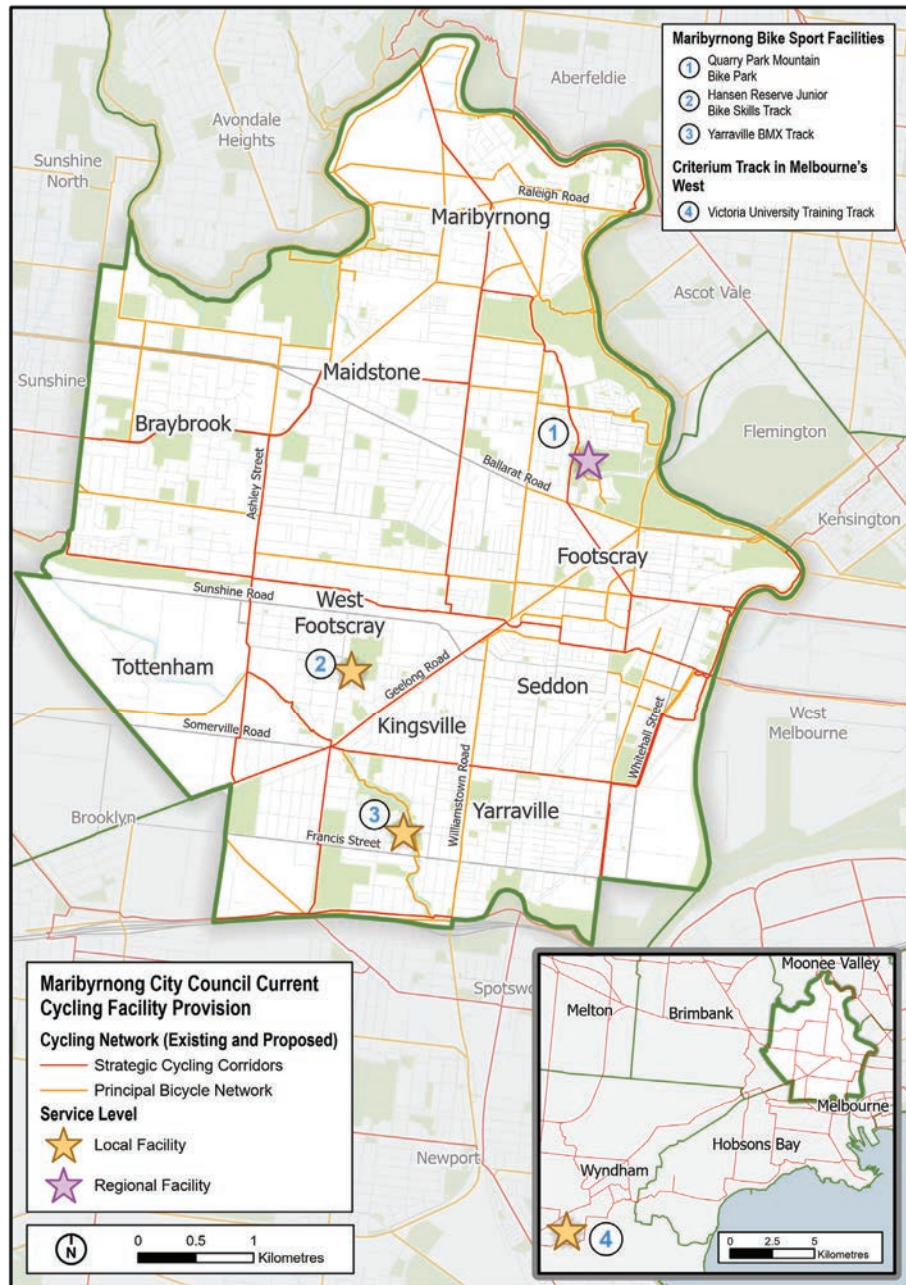 Maribyrnong Bike Sport Facilities
1 Quarry Park Mountain
Bike Park
2 Hansen Reserve Junior
Bike Skills Track
3 Yarraville BMX Track
Criterium Track in Melbourne's
West
4 Victoria University Training Track
Aberfeldie
Avondale
Heights
Sunshine
North
Raleigh Road
Maribyrnong
Ascot Vale
Sunshine
Maidstone
Braybrook
Ashley Street
1
Ballarat Road
Flemington
Kensington
Footscray
Sunshine Road
West
Footscray
Tottenham
2
Geelong Road
Seddon
Somerville Road
Kingsville
Whitehall Street
West
Melbourne
Williamstown Road
Brooklyn
3
Yarraville
Francis Street
Spotsw
Newport
Maribyrnong City Council Current
Cycling Facility Provision
Cycling Network (Existing and Proposed)
Strategic Cycling Corridors
Principal Bicycle Network
Service Level
Local Facility
Regional Facility
N
0 0.5 1
Kilometres
Moonee Valley
Melton
Brimbank
Melbourne
Hobsons Bay
Wyndham
4
0 2.5 5
Kilometres